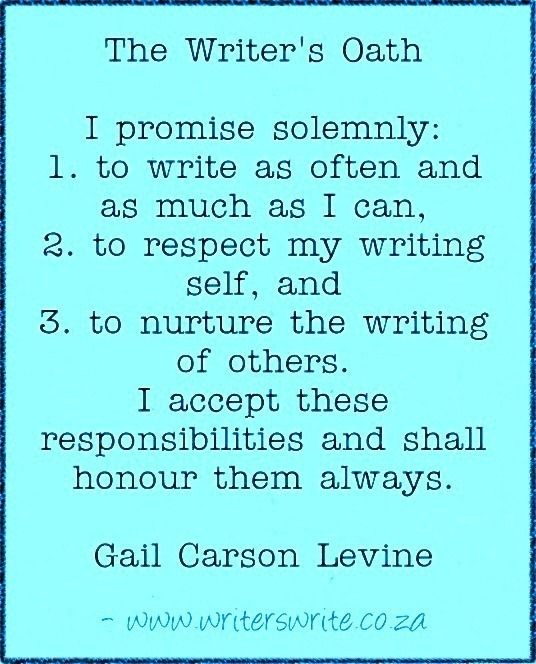 The Writer's Oath
I promise solemnly:
1. to write as often and
as much as I can,
2. to respect my writing
self, and
3. to nurture the writing
of others.
I accept these
responsibilities and shall
honour them always.
Gail Carson Levine
- www.writerswrite.co.za